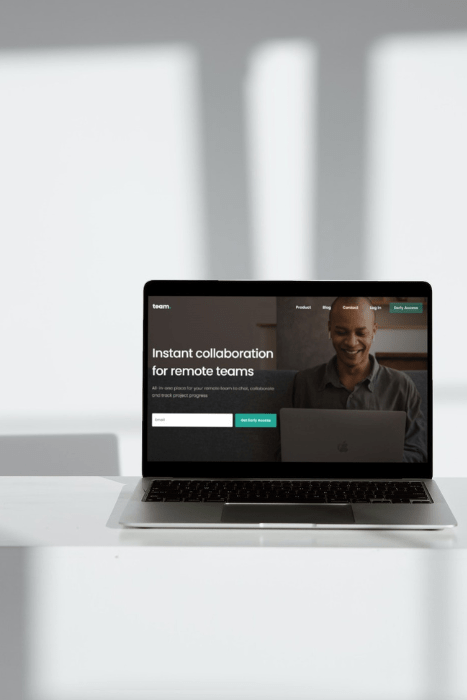 team.
Product Blog Contact Log In Early Access
Instant collaboration
for remote teams
All-in-one place for your remote team to chat, collaborate
and track project progress
Email
Get Early Access